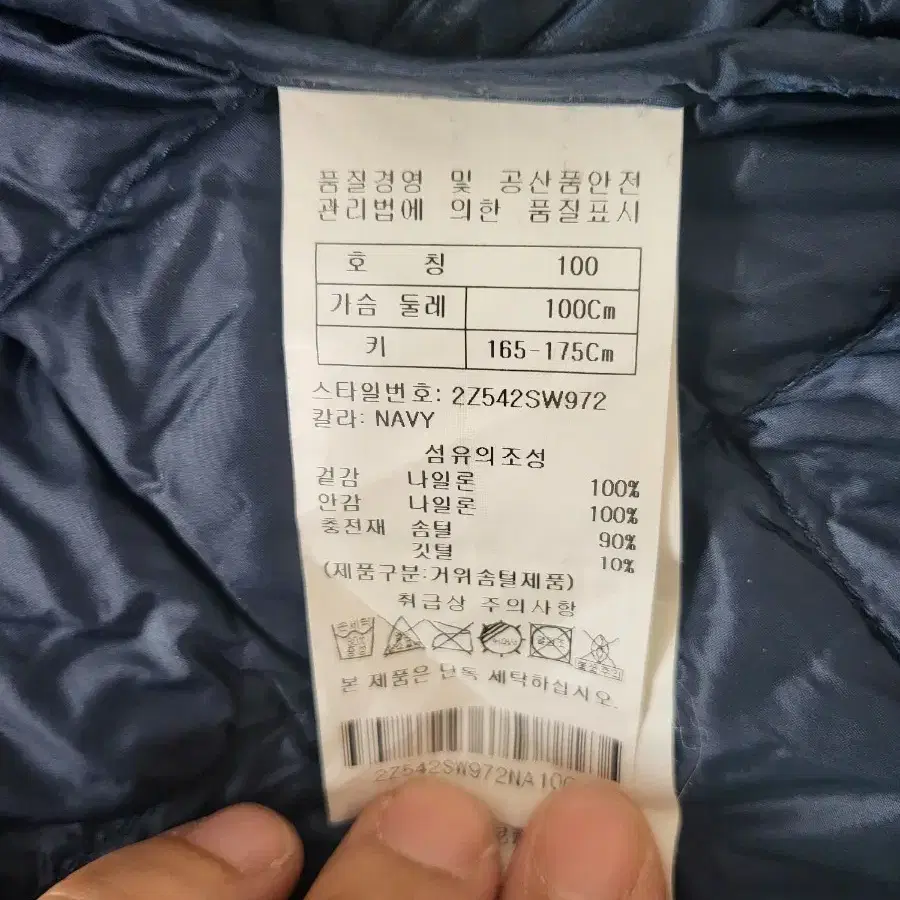 품질경영 및 공산품안전
관리법에 의한 품질표시
호 칭 100
가슴 둘레 100Cm
키 165-175Cm
스타일번호: 2Z542SW972
칼라: NAVY
섬유의조성
겉감 나일론 100%
안감 나일론 100%
충전재 솜털 90%
깃털 10%
(제품구분:거위솜털제품)
취급상 주의사항
손세탁
본 제품은 단독 세탁하십시오.
2Z542SW972NA100